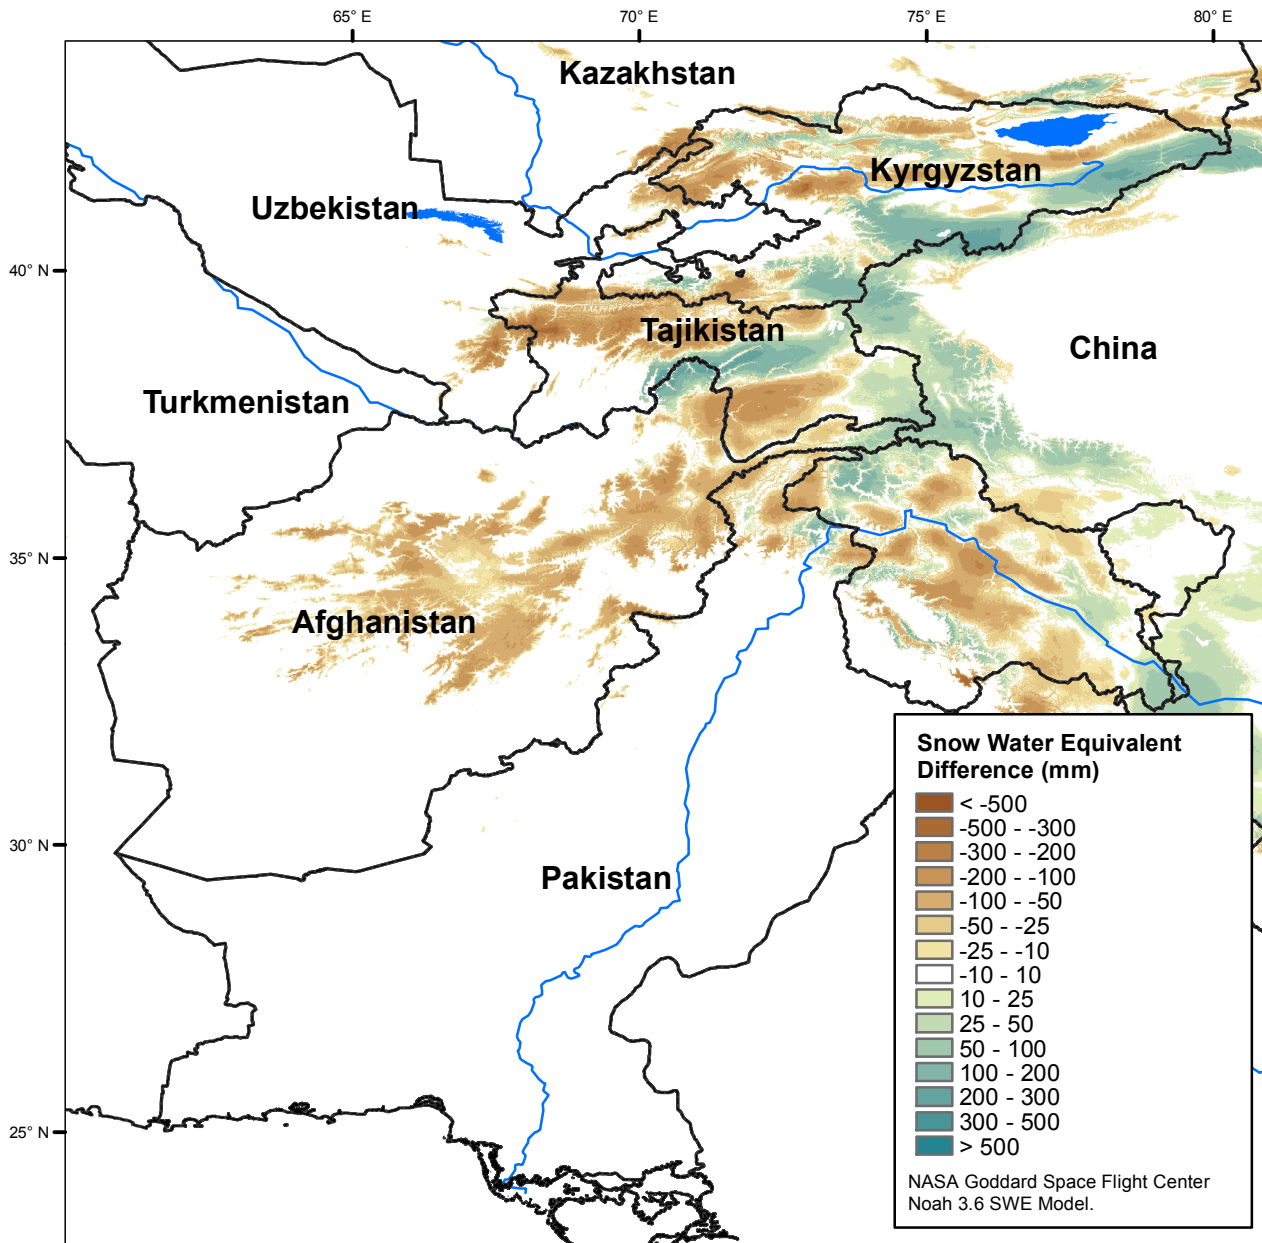 65° E
70° E
75° E
80° E
Kazakhstan
Kyrgyzstan
Uzbekistan
40° N
Tajikistan
China
Turkmenistan
35° N
Afghanistan
30° N
Pakistan
25° N
Snow Water Equivalent
Difference (mm)
< -500
-500 - -300
-300 - -200
-200 - -100
-100 - -50
-50 - -25
-25 - -10
-10 - 10
10 - 25
25 - 50
50 - 100
100 - 200
200 - 300
300 - 500
> 500
NASA Goddard Space Flight Center
Noah 3.6 SWE Model.